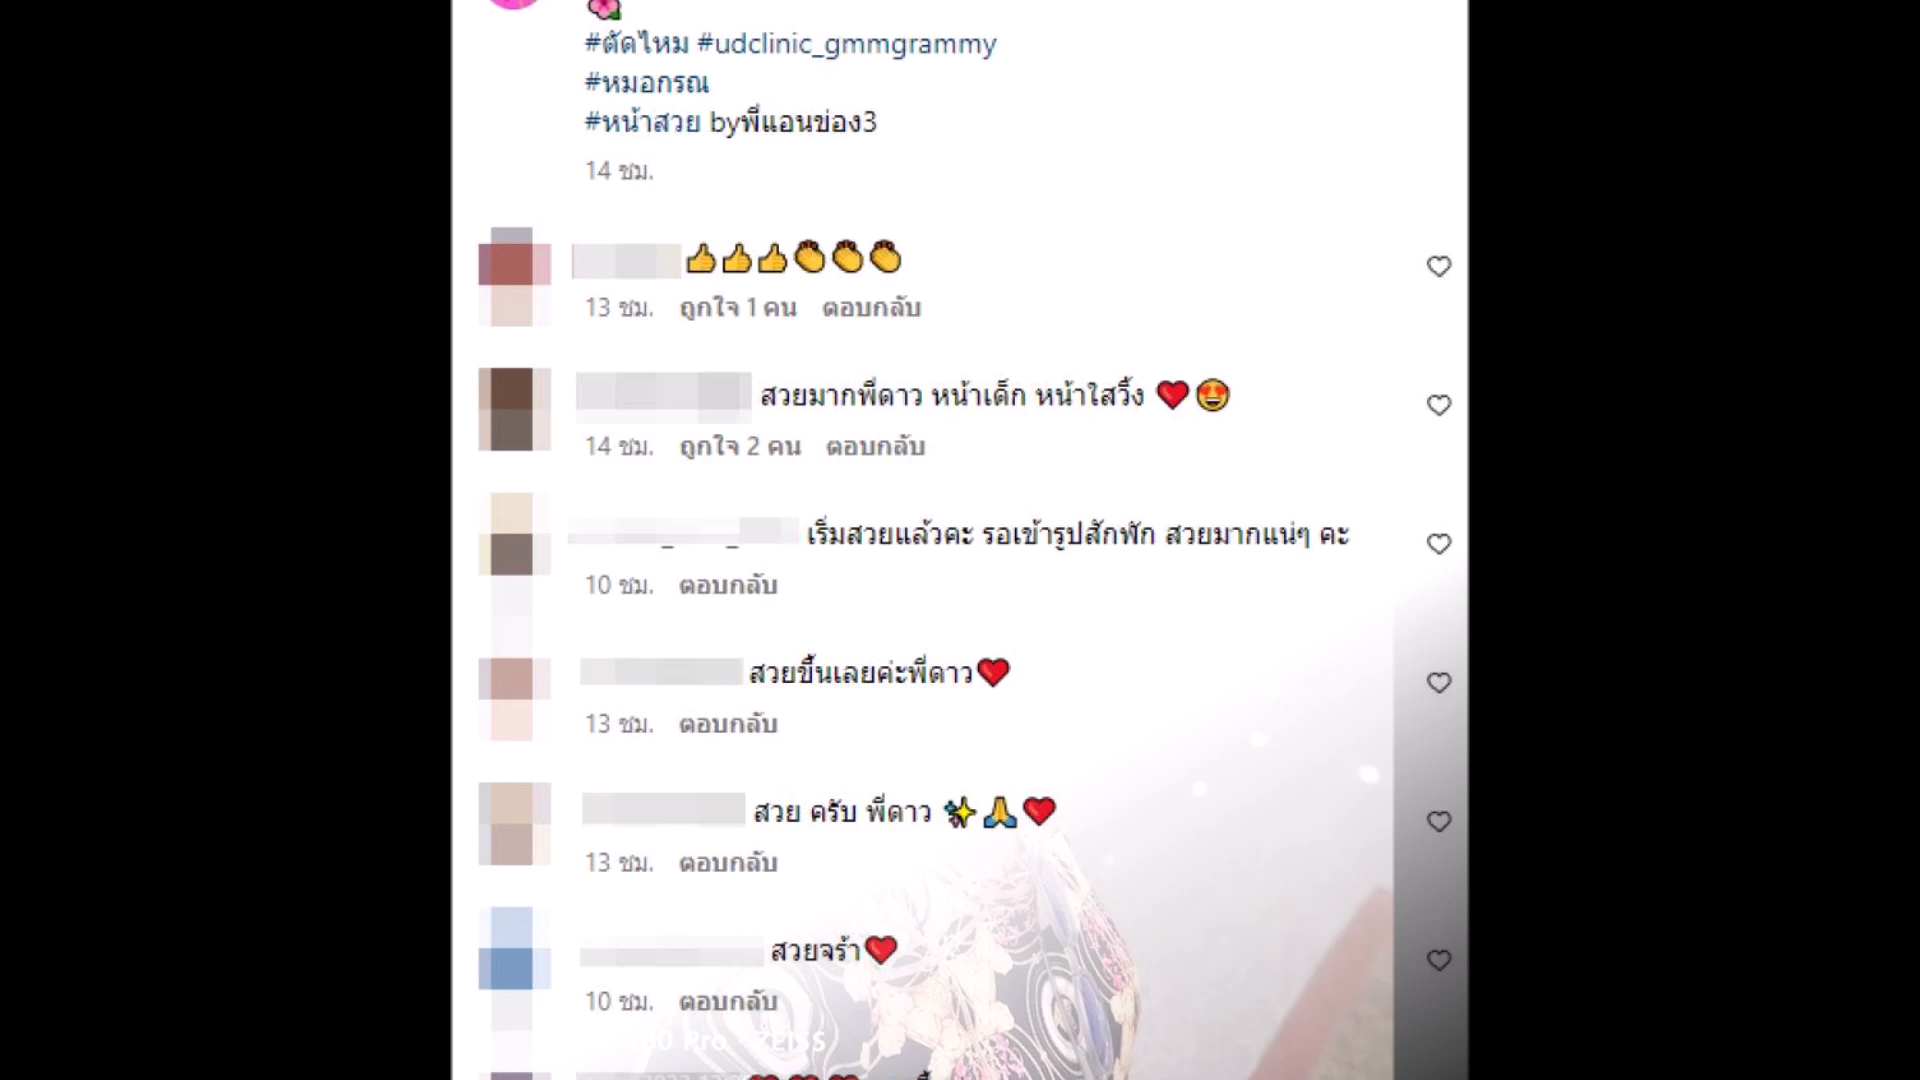 #ตัดไหม #udclinic_gmmgrammy
#หมอกรณ
#หน้าสวย byพี่แอนข่อง3
14 ชม.
👍👍👍👏👏👏
13 ชม. ถูกใจ 1 คน ตอบกลับ
สวยมากพี่ดาว หน้าเด็ก หน้าใสวิ้ง ❤️😍
14 ชม. ถูกใจ 2 คน ตอบกลับ
เริ่มสวยแล้วคะ รอเข้ารูปสักพัก สวยมากแน่ๆ คะ
10 ชม. ตอบกลับ
สวยขึ้นเลยค่ะพี่ดาว❤️
13 ชม. ตอบกลับ
สวย ครับ พี่ดาว ✨🙏❤️
13 ชม. ตอบกลับ
สวยจร้า❤️
10 ชม. ตอบกลับ
Pro · ZEISS